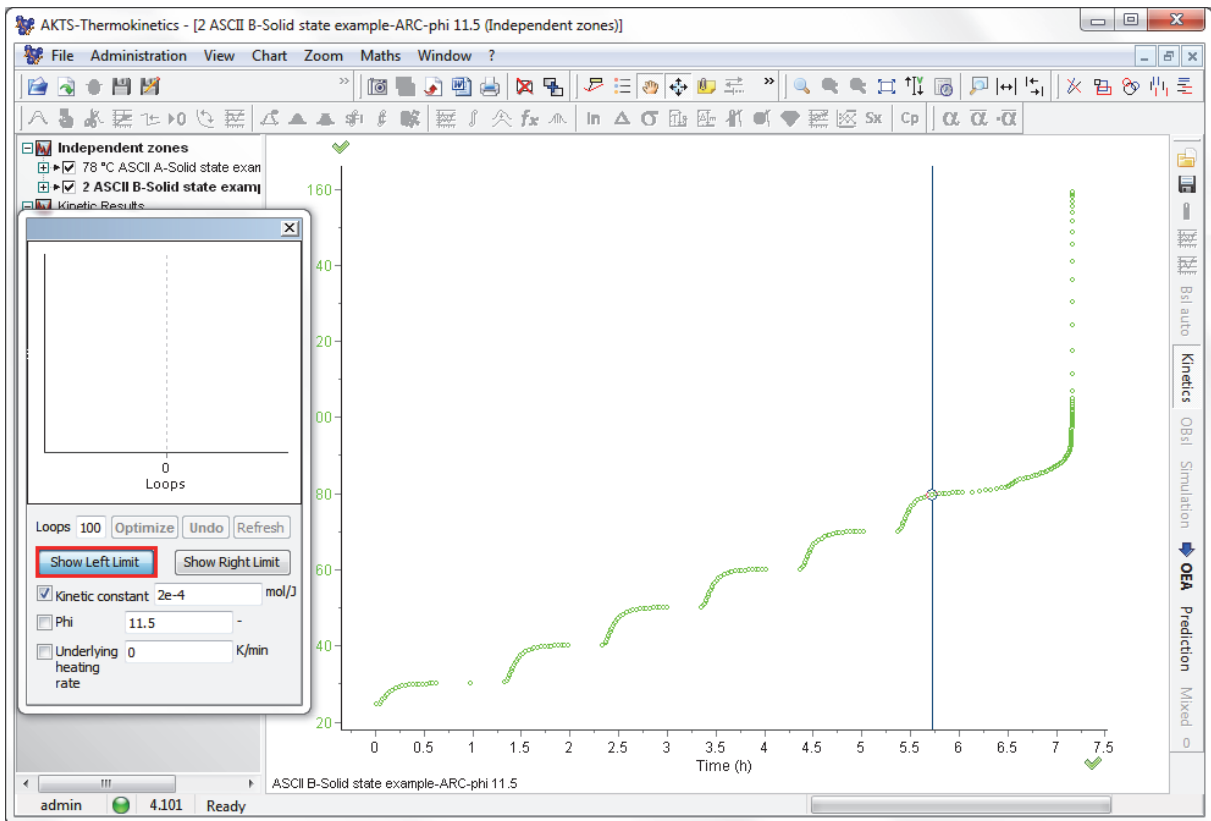 AKTS-Thermokinetics - [2 ASCII B-Solid state example-ARC-phi 11.5 (Independent zones)]
File Administration View Chart Zoom Maths Window ?
fx ln Δ σ Sx Cp α α -α
Independent zones
78 °C ASCII A-Solid state exan
2 ASCII B-Solid state examp
Kinetic Results
0
Loops
Loops 100 Optimize Undo Refresh
Show Left Limit Show Right Limit
Kinetic constant 2e-4 mol/J
Phi 11.5 -
Underlying 0 K/min
heating
rate
160
40
20
00
80
60
40
20
0 0.5 1 1.5 2 2.5 3 3.5 4 4.5 5 5.5 6 6.5 7 7.5
Time (h)
ASCII B-Solid state example-ARC-phi 11.5
Bsl auto
Kinetics
OBsl
Simulation
OEA
Prediction
Mixed
0
admin 4.101 Ready